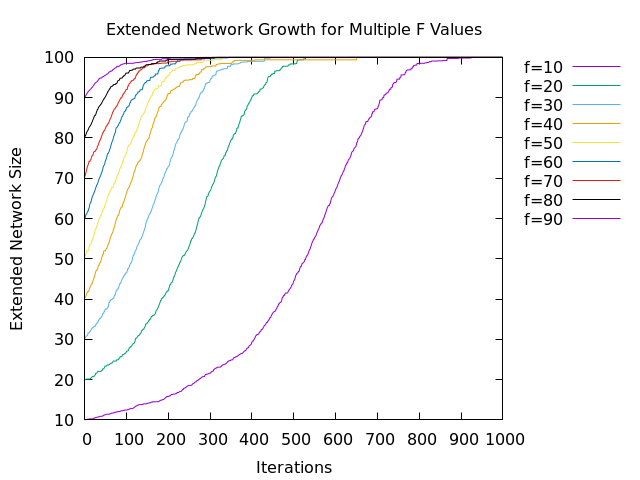 Extended Network Growth for Multiple F Values
100
90
80
70
60
50
40
30
20
10
Extended Network Size
0 100 200 300 400 500 600 700 800 900 1000
Iterations
f=10
f=20
f=30
f=40
f=50
f=60
f=70
f=80
f=90